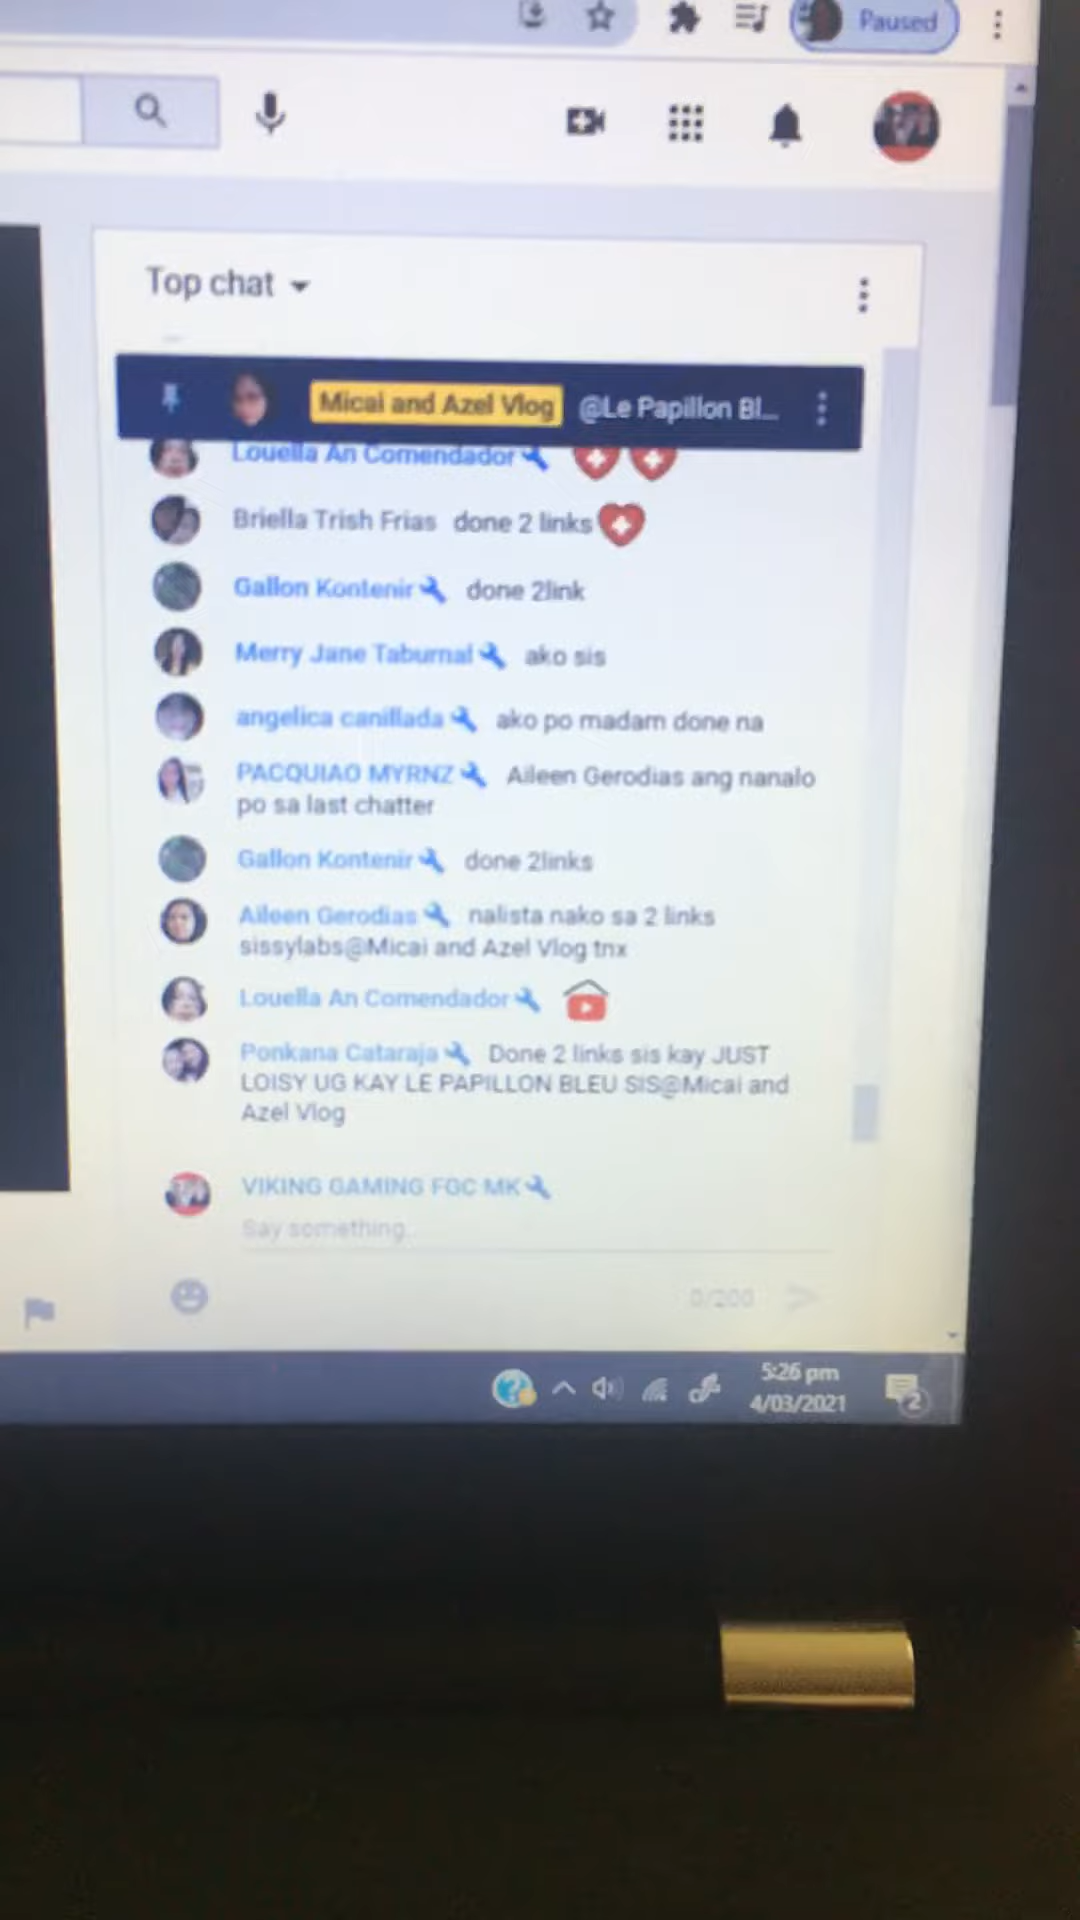 Paused
Top chat
Micai and Azel Vlog @Le Papillon Bl...
Louella An Comendador
Briella Trish Frias done 2 links
Gallon Kontenir done 2link
Merry Jane Taburnal ako sis
angelica canillada ako po madam done na
PACQUIAO MYRNZ Aileen Gerodias ang nanalo
po sa last chatter
Gallon Kontenir done 2links
Aileen Gerodias nalista nako sa 2 links
sissylabs@Micai and Azel Vlog tnx
Louella An Comendador
Ponkana Cataraja Done 2 links sis kay JUST
LOISY UG KAY LE PAPILLON BLEU SIS@Micai and
Azel Vlog
VIKING GAMING FGC MK
Say something...
0/200
5:26 pm
4/03/2021
2